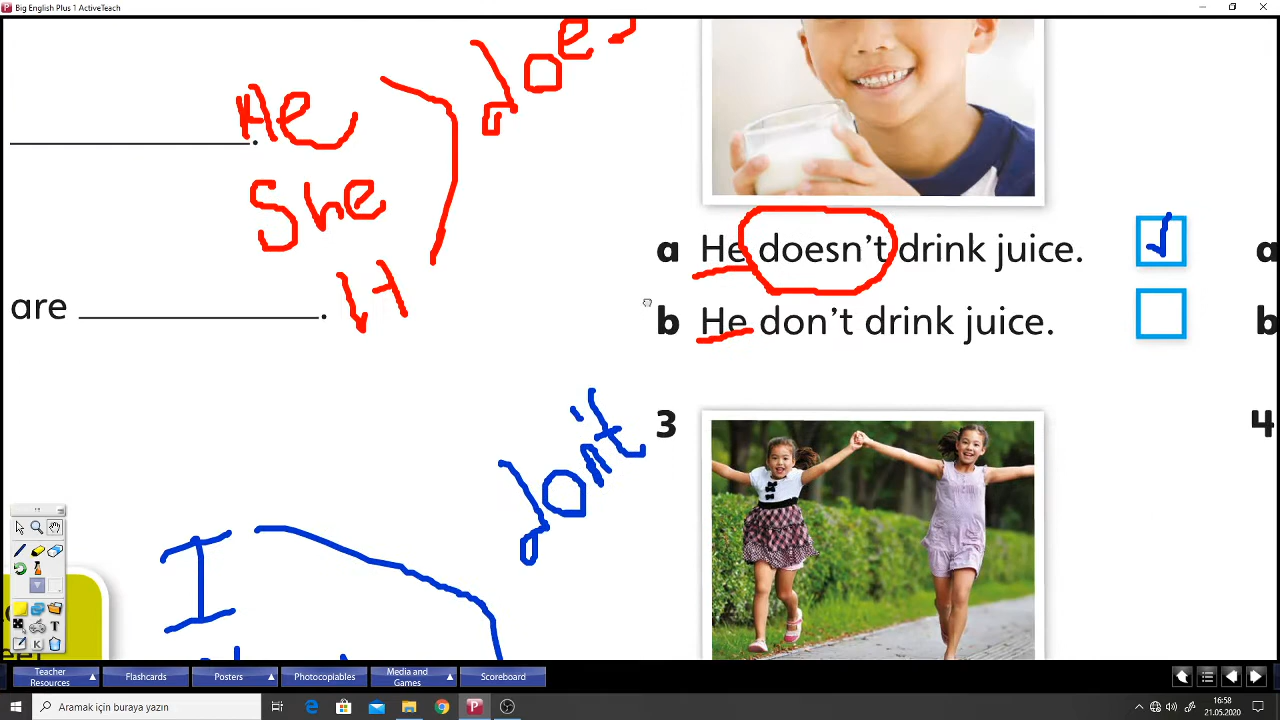 Big English Plus 1 ActiveTeach
He
She
It
.
are .
a He doesn't drink juice.
b He don't drink juice.
a
b
3
4
don't
I
Teacher Resources
Flashcards
Posters
Photocopiables
Media and Games
Scoreboard
Aramak için buraya yazın
16:58
21.05.2020